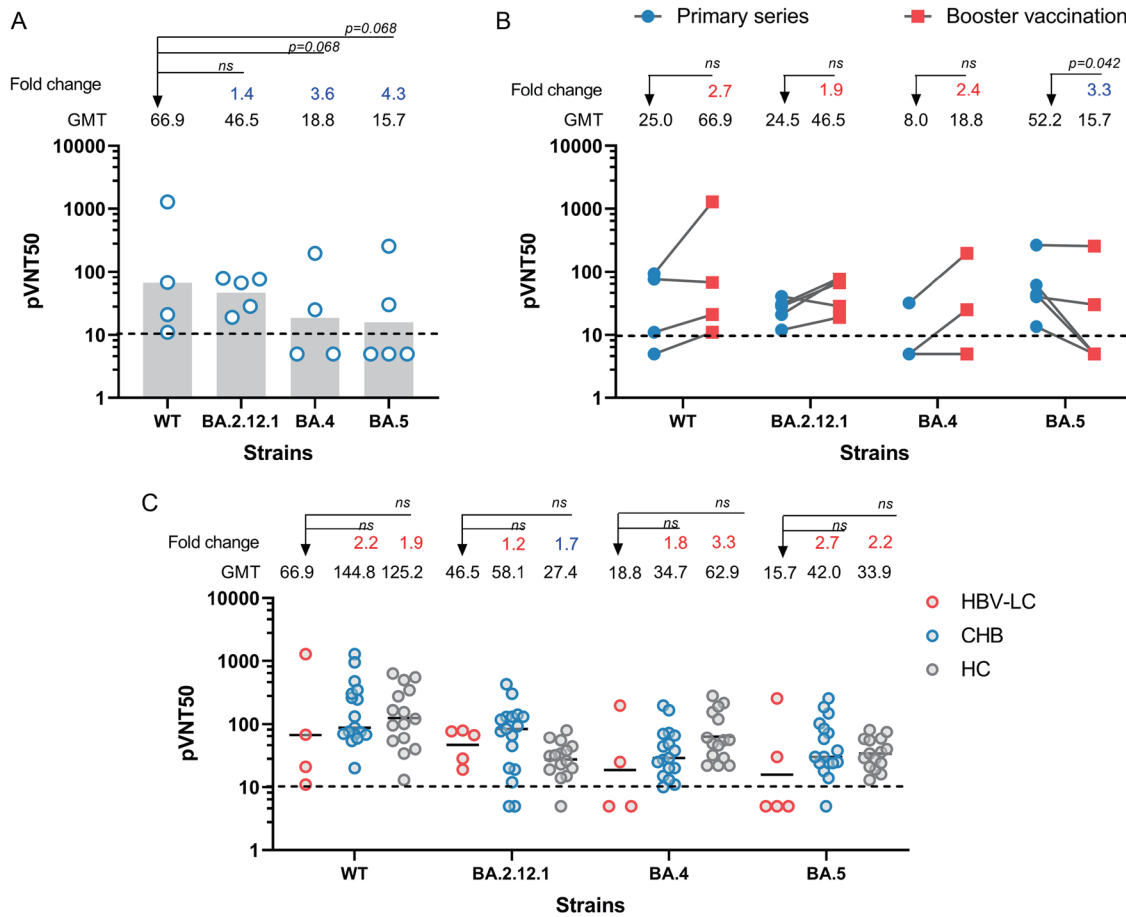 A
p=0.068
p=0.068
ns
Fold change 1.4 3.6 4.3
GMT 66.9 46.5 18.8 15.7
10000
1000
100
10
1
pVNT50
WT BA.2.12.1 BA.4 BA.5
Strains
B
Primary series Booster vaccination
ns ns ns p=0.042
Fold change 2.7 1.9 2.4 3.3
GMT 25.0 66.9 24.5 46.5 8.0 18.8 52.2 15.7
10000
1000
100
10
1
pVNT50
WT BA.2.12.1 BA.4 BA.5
Strains
C
ns ns ns ns
ns ns ns ns
Fold change 2.2 1.9 1.2 1.7 1.8 3.3 2.7 2.2
GMT 66.9 144.8 125.2 46.5 58.1 27.4 18.8 34.7 62.9 15.7 42.0 33.9
10000
1000
100
10
1
pVNT50
WT BA.2.12.1 BA.4 BA.5
Strains
HBV-LC
CHB
HC